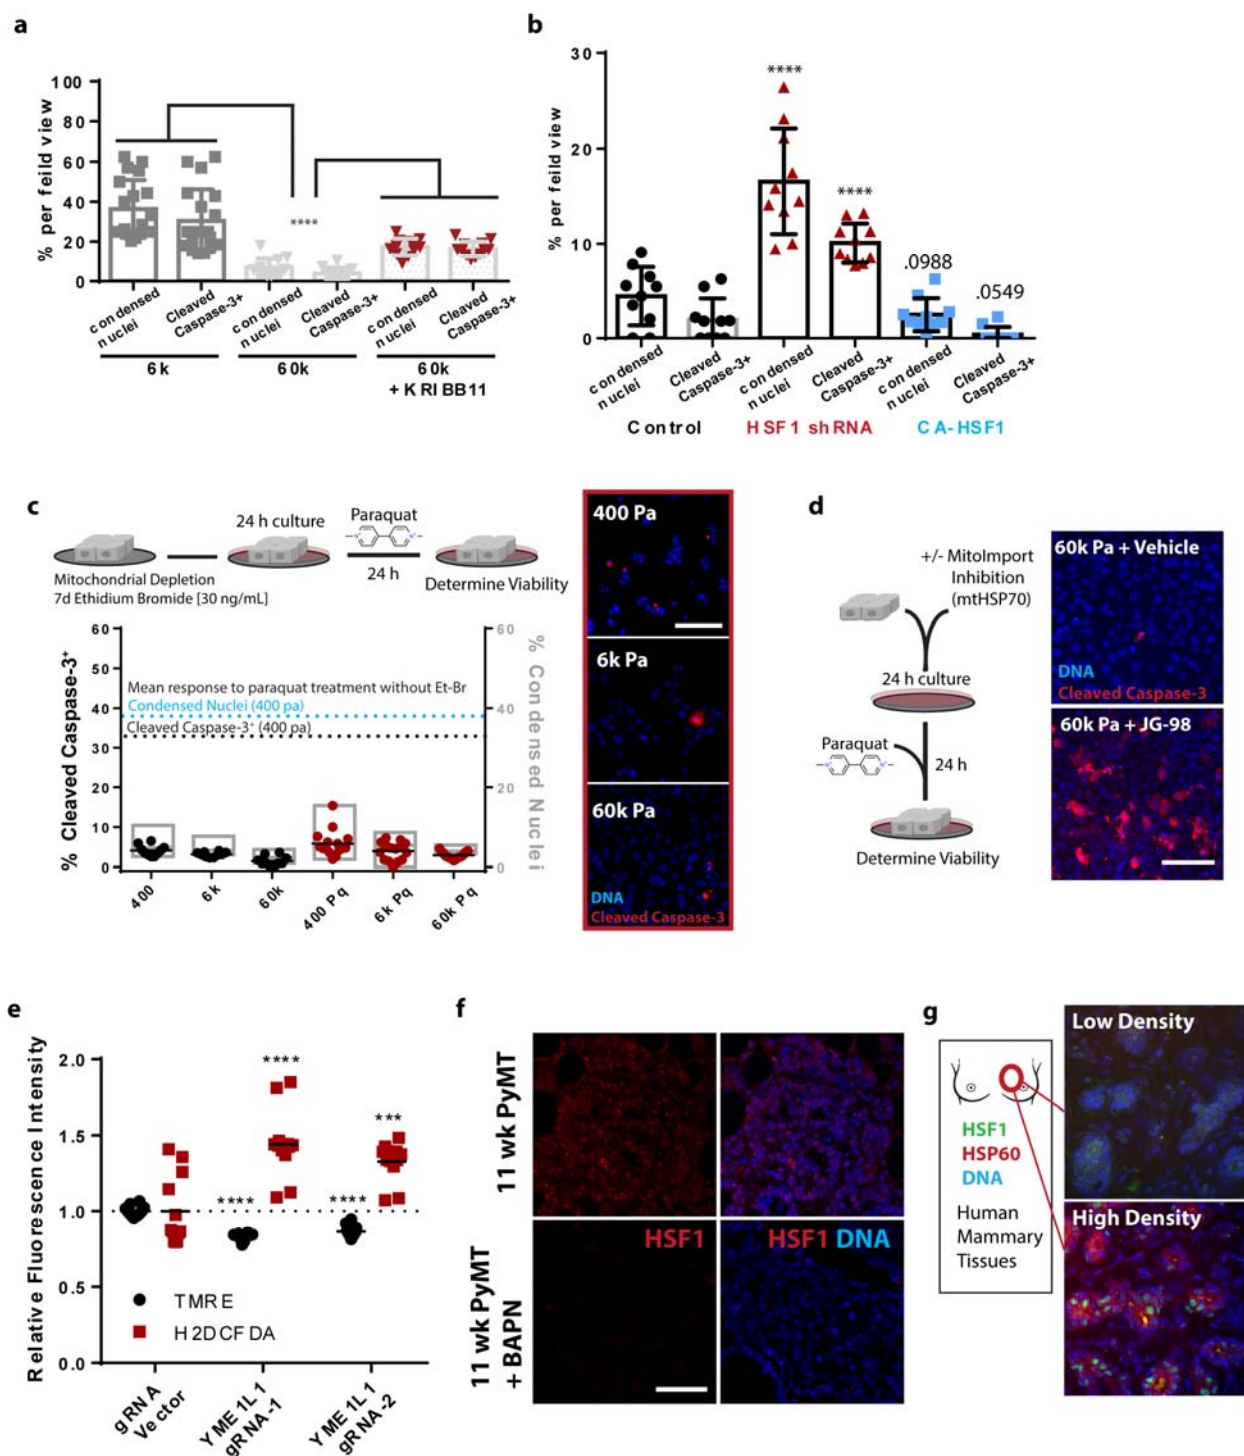 a
% per feild view
100
80
60
40
20
0
****
condensed nuclei
Cleaved Caspase-3+
condensed nuclei
Cleaved Caspase-3+
condensed nuclei
Cleaved Caspase-3+
6k
60k
60k
+ KRIBB11
b
% per feild view
30
20
10
0
****
****
.0988
.0549
condensed nuclei
Cleaved Caspase-3+
condensed nuclei
Cleaved Caspase-3+
condensed nuclei
Cleaved Caspase-3+
Control
HSF1 shRNA
CA-HSF1
c
24 h culture
Paraquat
24 h
Mitochondrial Depletion
7d Ethidium Bromide [30 ng/mL]
Determine Viability
% Cleaved Caspase-3+
60
50
40
30
20
10
0
Mean response to paraquat treatment without Et-Br
Condensed Nuclei (400 pa)
Cleaved Caspase-3+ (400 pa)
60
40
20
0
% Condensed Nuclei
400
6k
60k
400 Pq
6k Pq
60k Pq
400 Pa
6k Pa
60k Pa
DNA
Cleaved Caspase-3
d
+/- MitoImport
Inhibition
(mtHSP70)
24 h culture
Paraquat
24 h
Determine Viability
60k Pa + Vehicle
DNA
Cleaved Caspase-3
60k Pa + JG-98
e
Relative Fluorescence Intensity
2.0
1.5
1.0
0.5
0.0
****
****
****
***
TMRE
H2DCFDA
gRNA
Vector
YME1L1
gRNA-1
YME1L1
gRNA-2
f
11 wk PyMT
11 wk PyMT
+ BAPN
HSF1
HSF1 DNA
g
HSF1
HSP60
DNA
Human
Mammary
Tissues
Low Density
High Density